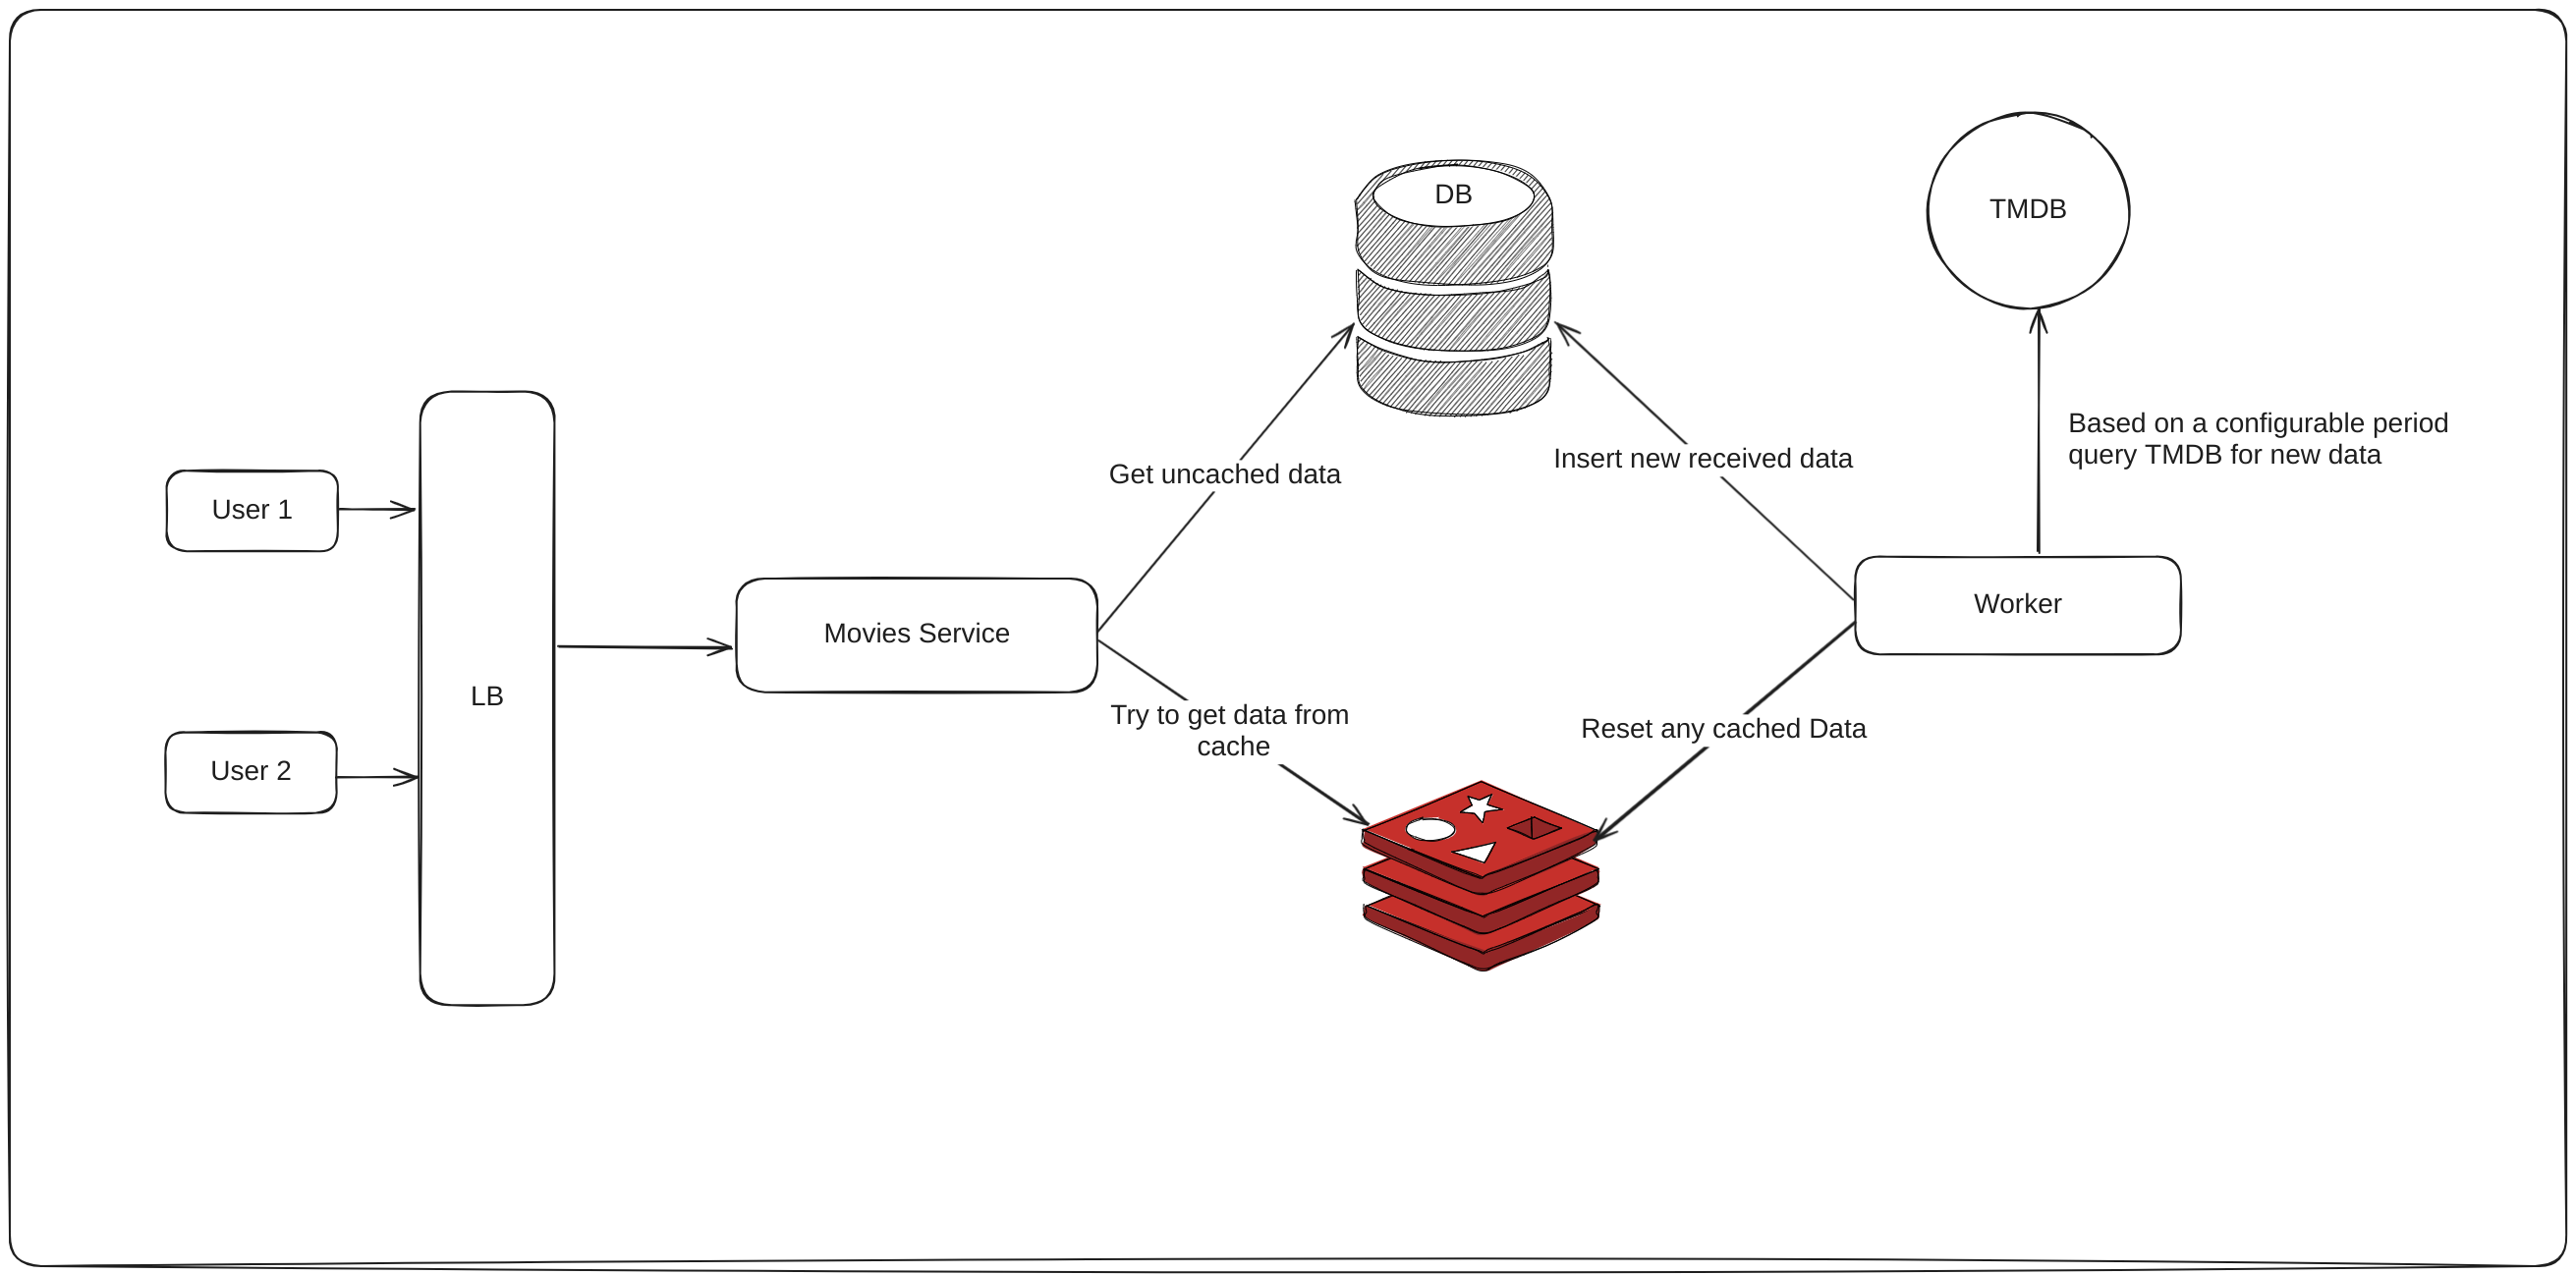 DB
TMDB
Based on a configurable period
query TMDB for new data
Get uncached data
Insert new received data
User 1
Worker
Movies Service
LB
Try to get data from
cache
Reset any cached Data
User 2